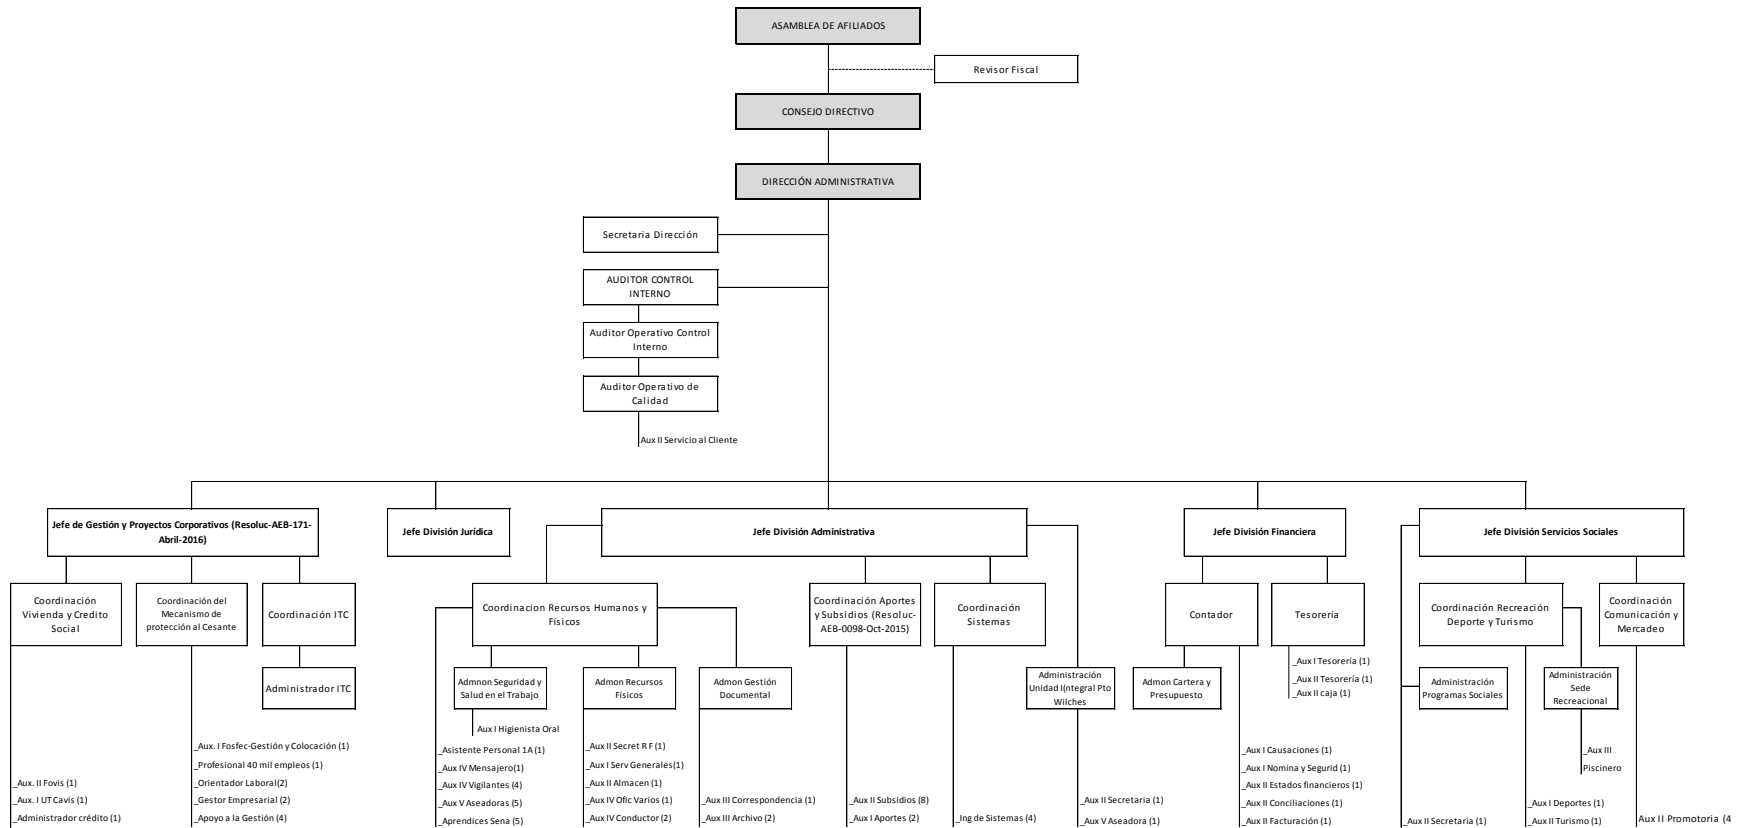 ASAMBLEA DE AFILIADOS
Revisor Fiscal
CONSEJO DIRECTIVO
DIRECCIÓN ADMINISTRATIVA
Secretaria Dirección
AUDITOR CONTROL
INTERNO
Auditor Operativo Control
Interno
Auditor Operativo de
Calidad
Aux II Servicio al Cliente
Jefe de Gestión y Proyectos Corporativos (Resoluc-AEB-171-
Abril-2016)
Jefe División Jurídica
Jefe División Administrativa
Jefe División Financiera
Jefe División Servicios Sociales
Coordinación
Vivienda y Credito
Social
Coordinación del
Mecanismo de
protección al Cesante
Coordinación ITC
Coordinacion Recursos Humanos y
Físicos
Coordinación Aportes
y Subsidios (Resoluc-
AEB-0098-Oct-2015)
Coordinación
Sistemas
Contador
Tesorería
Coordinación Recreación
Deporte y Turismo
Coordinación
Comunicación y
Mercadeo
Administrador ITC
Admnon Seguridad y
Salud en el Trabajo
Admon Recursos
Físicos
Admon Gestión
Documental
Administración
Unidad I(ntegral Pto
Wilches
Admon Cartera y
Presupuesto
_Aux I Tesorería (1)
_Aux II Tesorería (1)
_Aux II caja (1)
Administración
Programas Sociales
Administración
Sede
Recreacional
Aux I Higienista Oral
_Aux. II Fovis (1)
_Aux. I UT Cavis (1)
_Administrador crédito (1)
_Aux. I Fosfec-Gestión y Colocación (1)
_Profesional 40 mil empleos (1)
_Orientador Laboral(2)
_Gestor Empresarial (2)
_Apoyo a la Gestión (4)
_Asistente Personal 1A (1)
_Aux IV Mensajero(1)
_Aux IV Vigilantes (4)
_Aux V Aseadoras (5)
_Aprendices Sena (5)
_Aux II Secret R F (1)
_Aux I Serv Generales(1)
_Aux II Almacen (1)
_Aux IV Ofic Varios (1)
_Aux IV Conductor (2)
_Aux III Correspondencia (1)
_Aux III Archivo (2)
_Aux II Subsidios (8)
_Aux I Aportes (2)
_Ing de Sistemas (4)
_Aux II Secretaria (1)
_Aux V Aseadora (1)
_Aux I Causaciones (1)
_Aux I Nomina y Segurid (1)
_Aux II Estados financieros (1)
_Aux II Conciliaciones (1)
_Aux II Facturación (1)
_Aux II Secretaria (1)
_Aux I Deportes (1)
_Aux II Turismo (1)
_Aux III
Piscinero
Aux II Promotoria (4